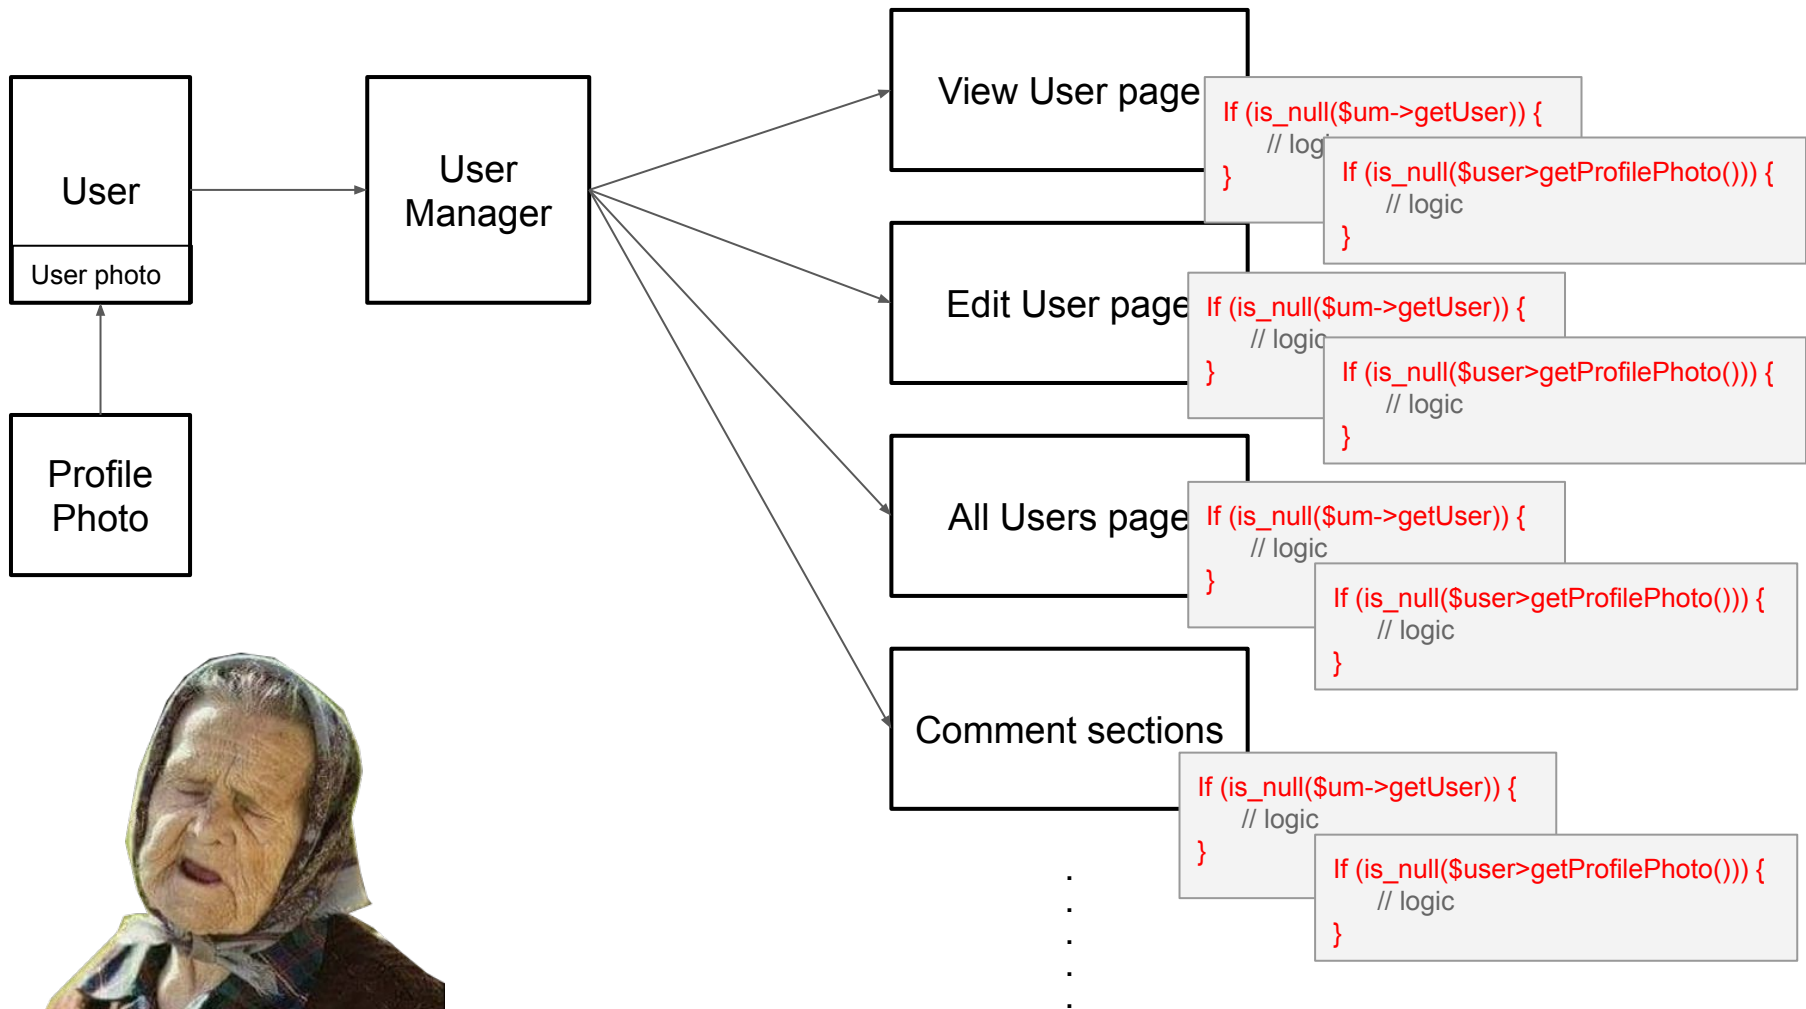 User
User photo
Profile
Photo
User
Manager
View User page
If (is_null($um->getUser)) {
// log
}
If (is_null($user>getProfilePhoto())) {
// logic
}
Edit User page
If (is_null($um->getUser)) {
// logic
}
If (is_null($user>getProfilePhoto())) {
// logic
}
All Users page
If (is_null($um->getUser)) {
// logic
}
If (is_null($user>getProfilePhoto())) {
// logic
}
Comment sections
If (is_null($um->getUser)) {
// logic
}
If (is_null($user>getProfilePhoto())) {
// logic
}
.
.
.
.
.